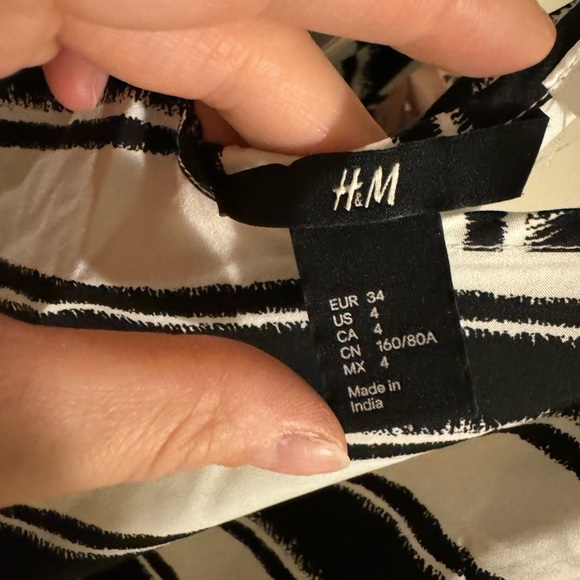 H&M
EUR 34
US 4
CA 4
CN 160/80A
MX 4
Made in
India